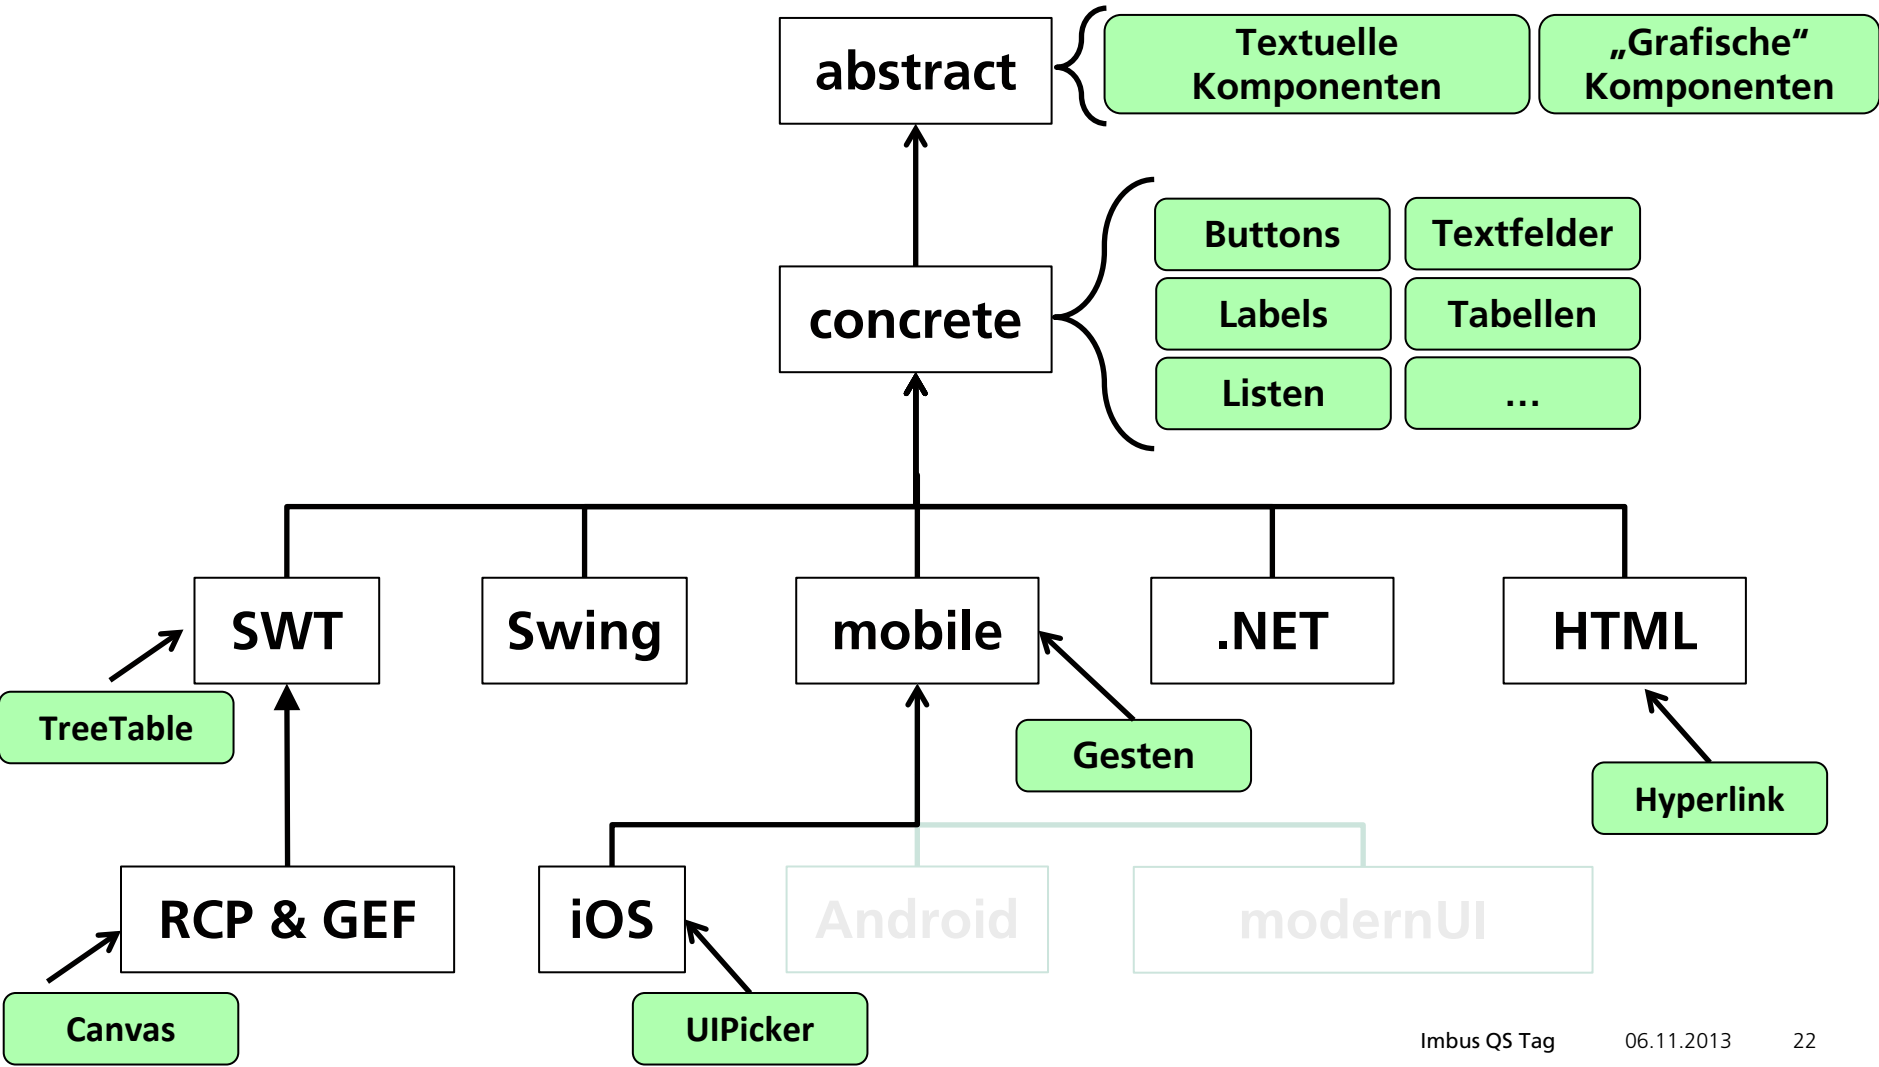 abstract
Textuelle
Komponenten
„Grafische“
Komponenten
concrete
Buttons
Textfelder
Labels
Tabellen
Listen
...
SWT
Swing
mobile
.NET
HTML
TreeTable
Gesten
Hyperlink
RCP & GEF
iOS
Android
modernUI
Canvas
UIPicker
Imbus QS Tag 06.11.2013 22